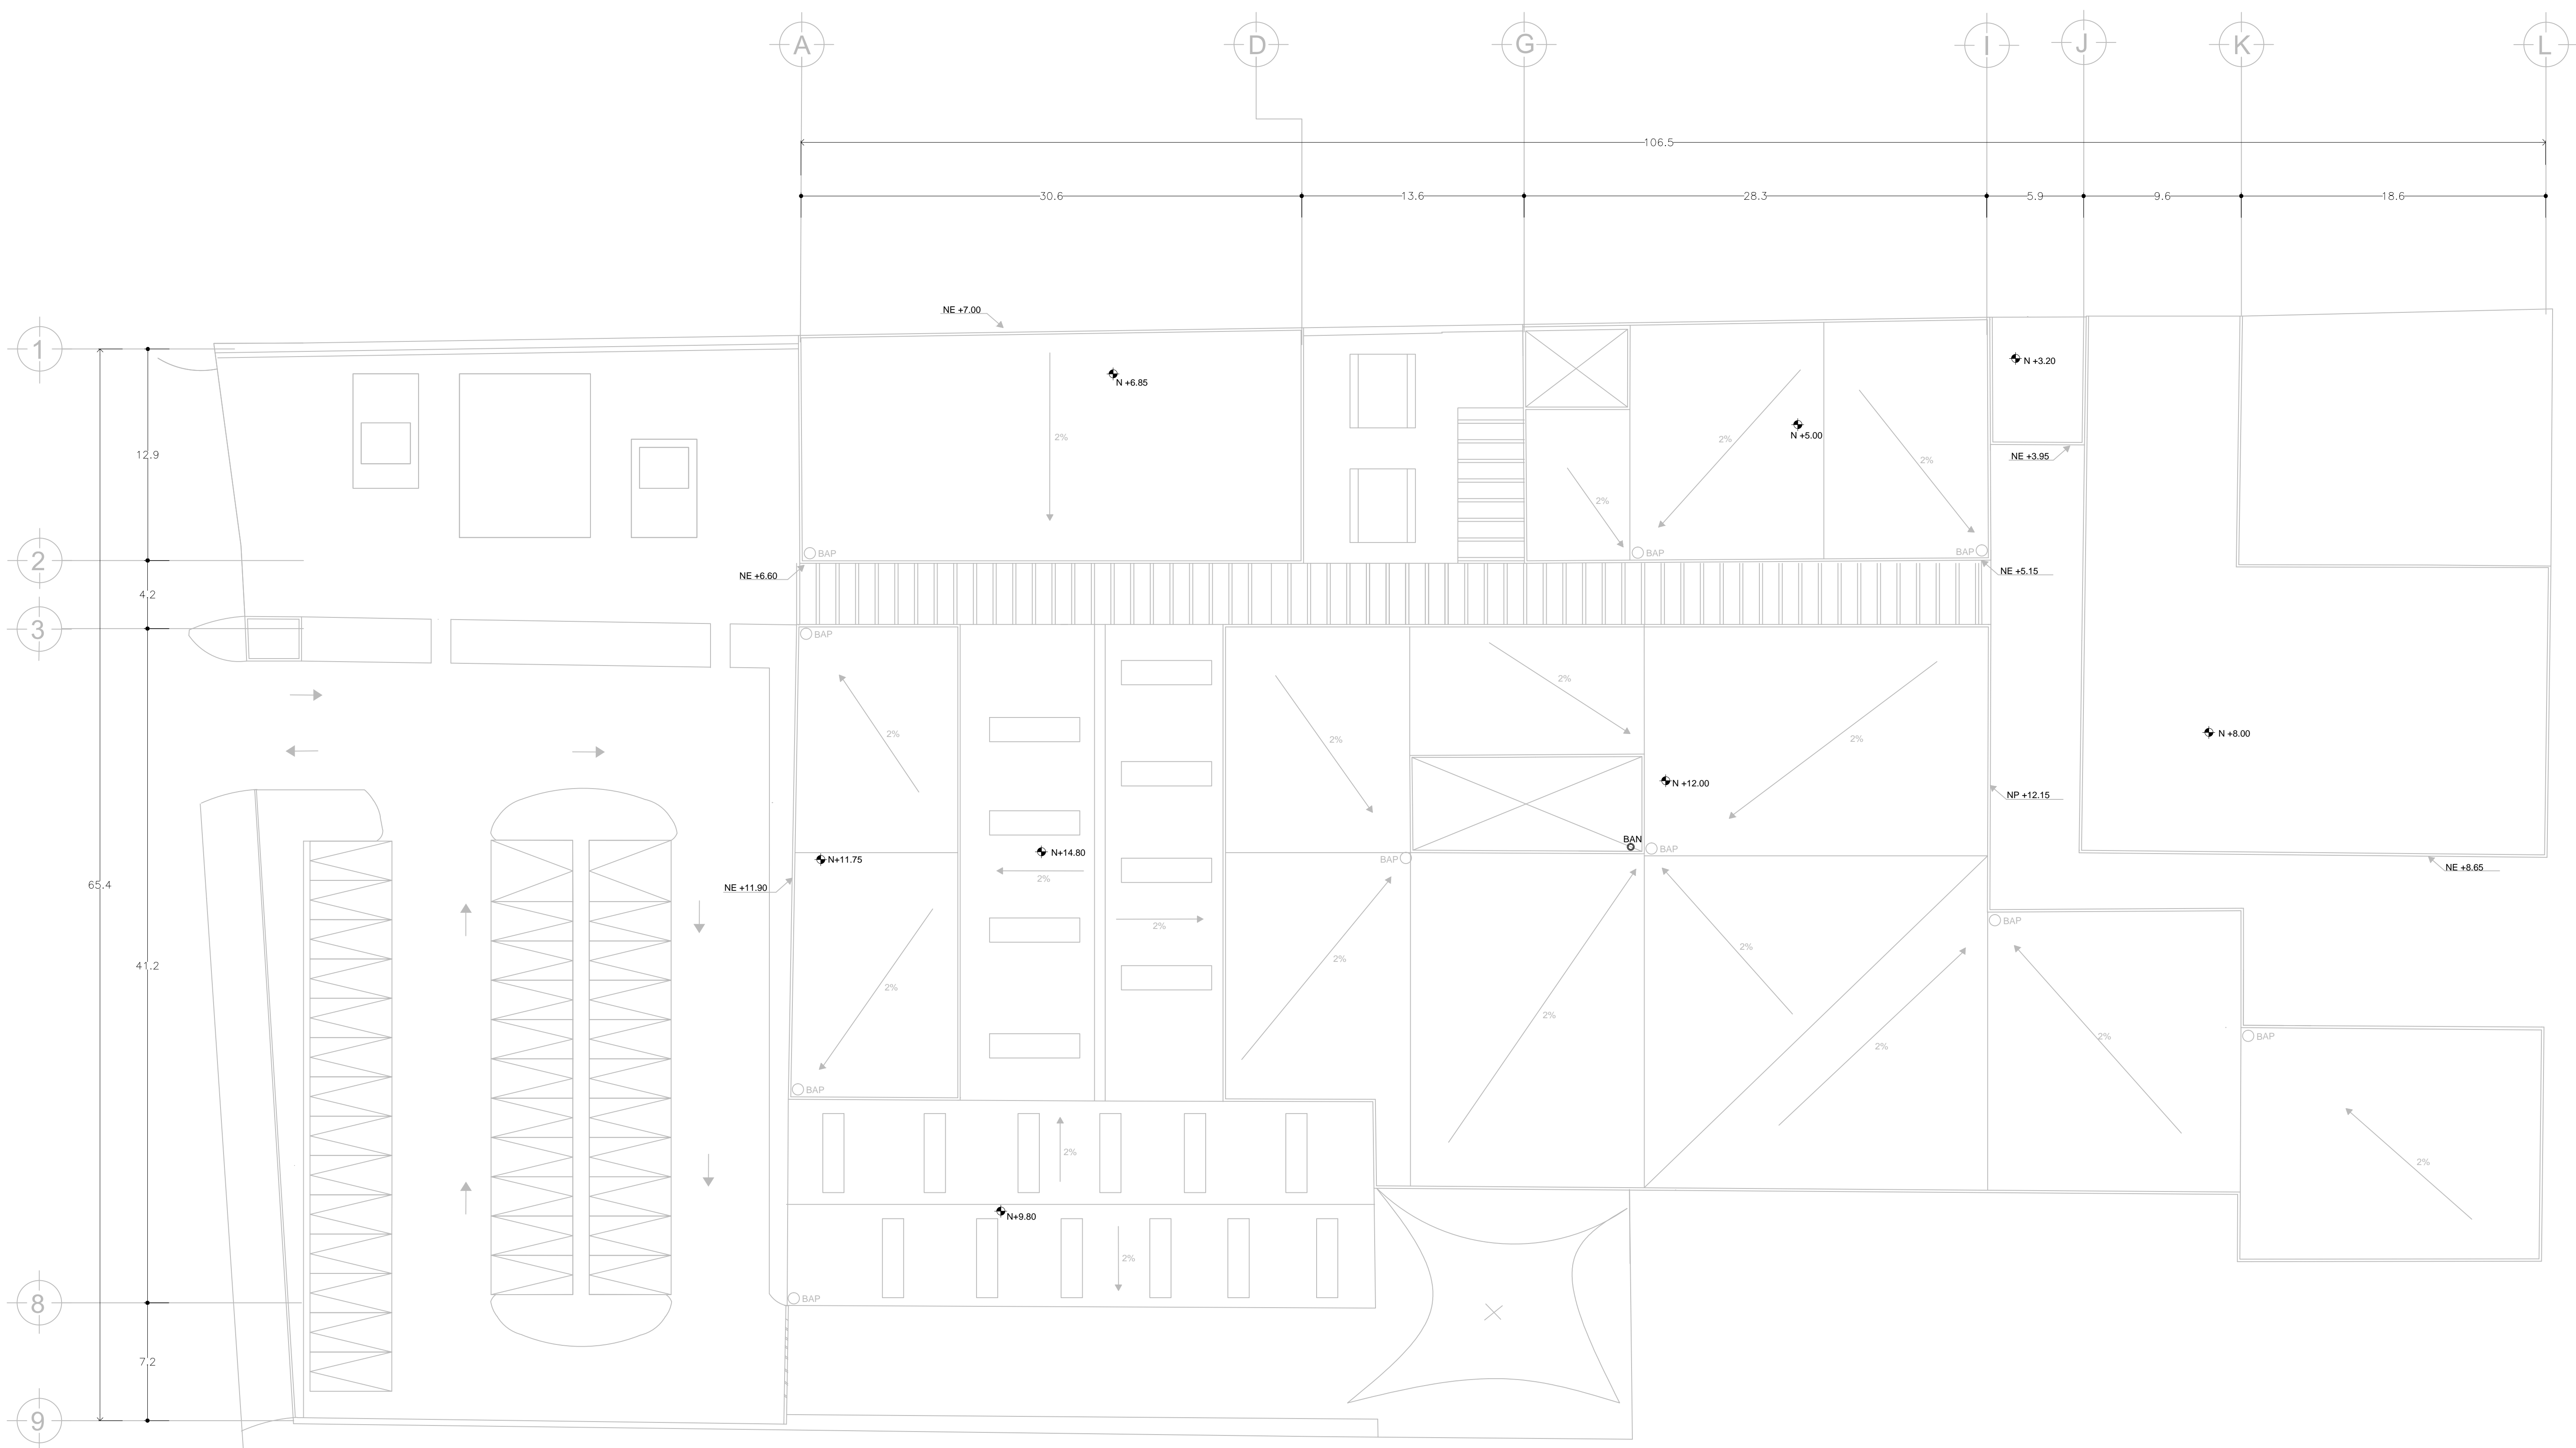 A
D
G
I
J
K
L
106.5
30.6
13.6
28.3
5.9
9.6
18.6
NE +7.00
1
N +3.20
N +6.85
2%
N +5.00
2%
12.9
NE +3.95
2%
2%
BAP
BAP
BAP
2
NE +6.60
NE +5.15
4.2
3
BAP
2%
2%
N +8.00
2%
2%
N +12.00
NP +12.15
BAN
BAP
N+14.80
BAP
N+11.75
NE +8.65
2%
65.4
NE +11.90
BAP
2%
2%
41.2
2%
2%
2%
BAP
2%
2%
BAP
2%
2%
N+9.80
2%
BAP
8
7.2
9